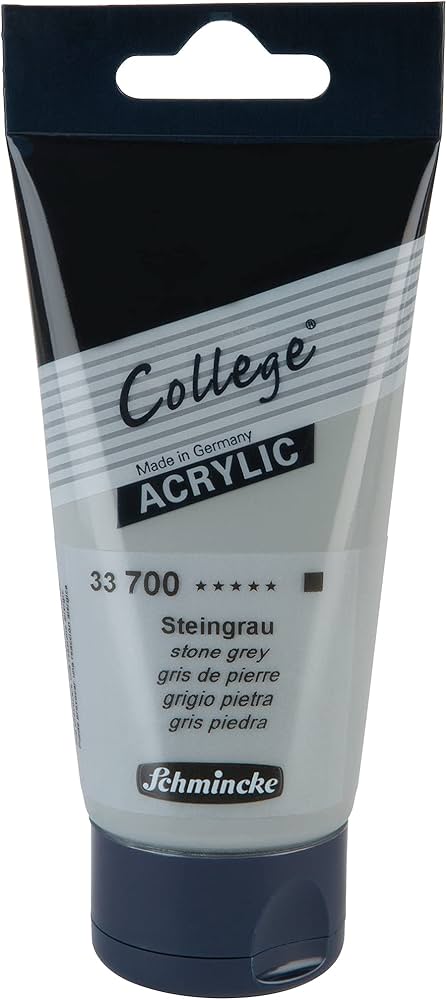 College®
Made in Germany
ACRYLIC
33 700 ★★★★★ ■
Steingrau
stone grey
gris de pierre
grigio pietra
gris piedra
Schmincke